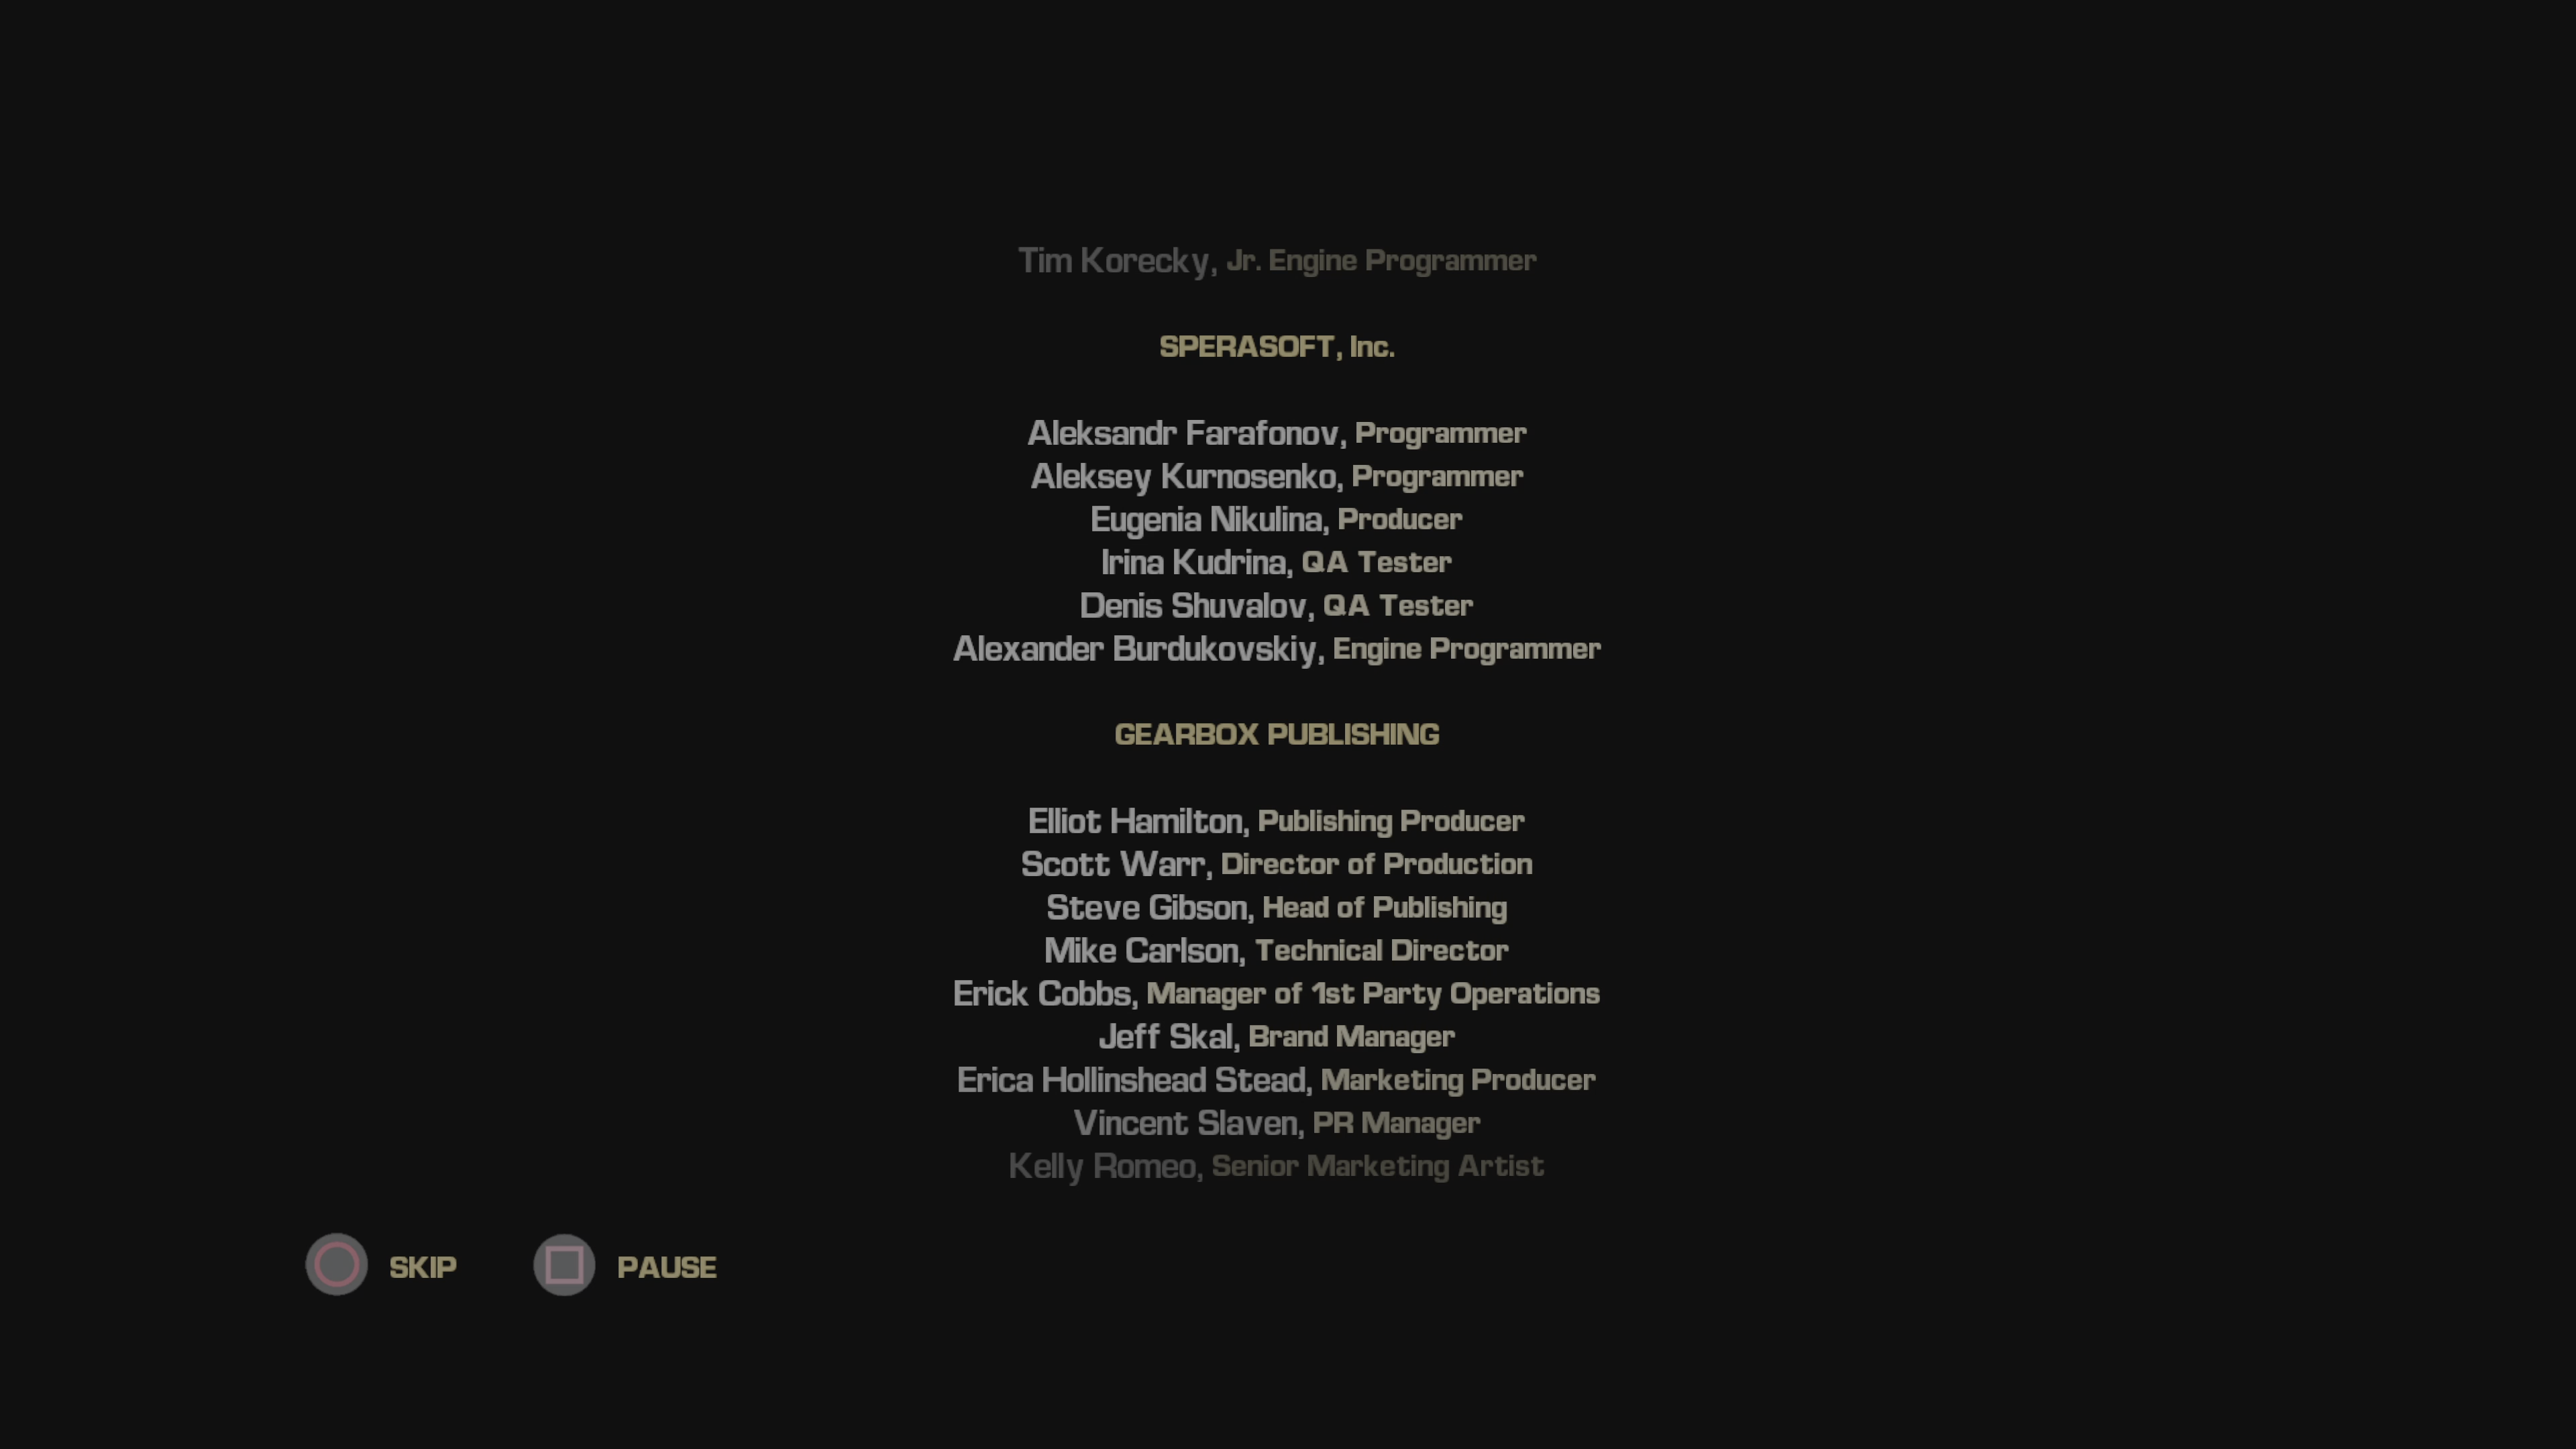 Tim Korecky, Jr. Engine Programmer
SPERASOFT, Inc.
Aleksandr Farafonov, Programmer
Aleksey Kurnosenko, Programmer
Eugenia Nikulina, Producer
Irina Kudrina, QA Tester
Denis Shuvalov, QA Tester
Alexander Burdukovskiy, Engine Programmer
GEARBOX PUBLISHING
Elliot Hamilton, Publishing Producer
Scott Warr, Director of Production
Steve Gibson, Head of Publishing
Mike Carlson, Technical Director
Erick Cobbs, Manager of 1st Party Operations
Jeff Skal, Brand Manager
Erica Hollinshead Stead, Marketing Producer
Vincent Slaven, PR Manager
Kelly Romeo, Senior Marketing Artist
SKIP PAUSE